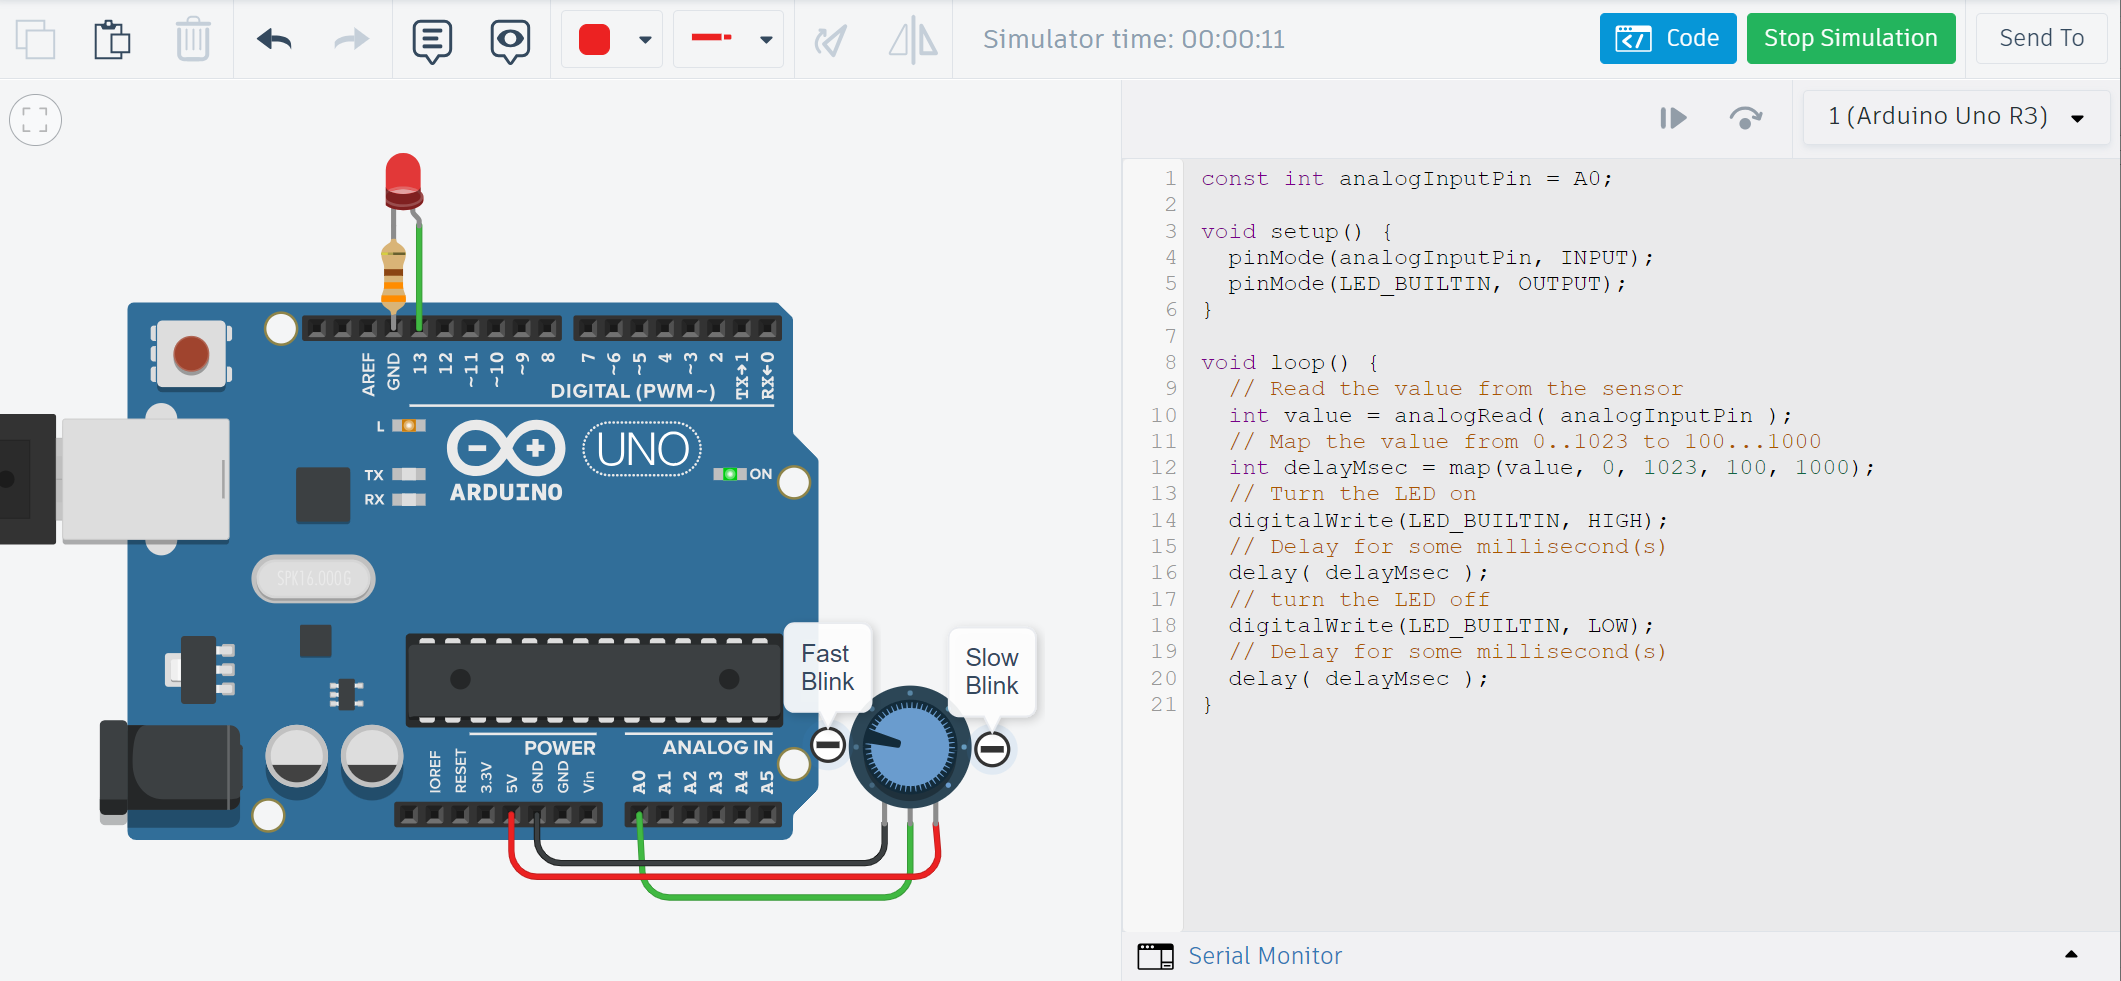 Simulator time: 00:00:11
Code
Stop Simulation
Send To
1 (Arduino Uno R3)
AREF
GND
13
12
~11
~10
~9
8
7
~6
~5
4
~3
2
TX→1
RX←0
DIGITAL (PWM~)
L
TX
RX
UNO
ARDUINO
ON
SPK16.000G
Fast
Blink
Slow
Blink
POWER
ANALOG IN
IOREF
RESET
3.3V
5V
GND
GND
Vin
A0
A1
A2
A3
A4
A5
1 const int analogInputPin = A0;
2
3 void setup() {
4 pinMode(analogInputPin, INPUT);
5 pinMode(LED_BUILTIN, OUTPUT);
6 }
7
8 void loop() {
9 // Read the value from the sensor
10 int value = analogRead( analogInputPin );
11 // Map the value from 0..1023 to 100...1000
12 int delayMsec = map(value, 0, 1023, 100, 1000);
13 // Turn the LED on
14 digitalWrite(LED_BUILTIN, HIGH);
15 // Delay for some millisecond(s)
16 delay( delayMsec );
17 // turn the LED off
18 digitalWrite(LED_BUILTIN, LOW);
19 // Delay for some millisecond(s)
20 delay( delayMsec );
21 }
Serial Monitor